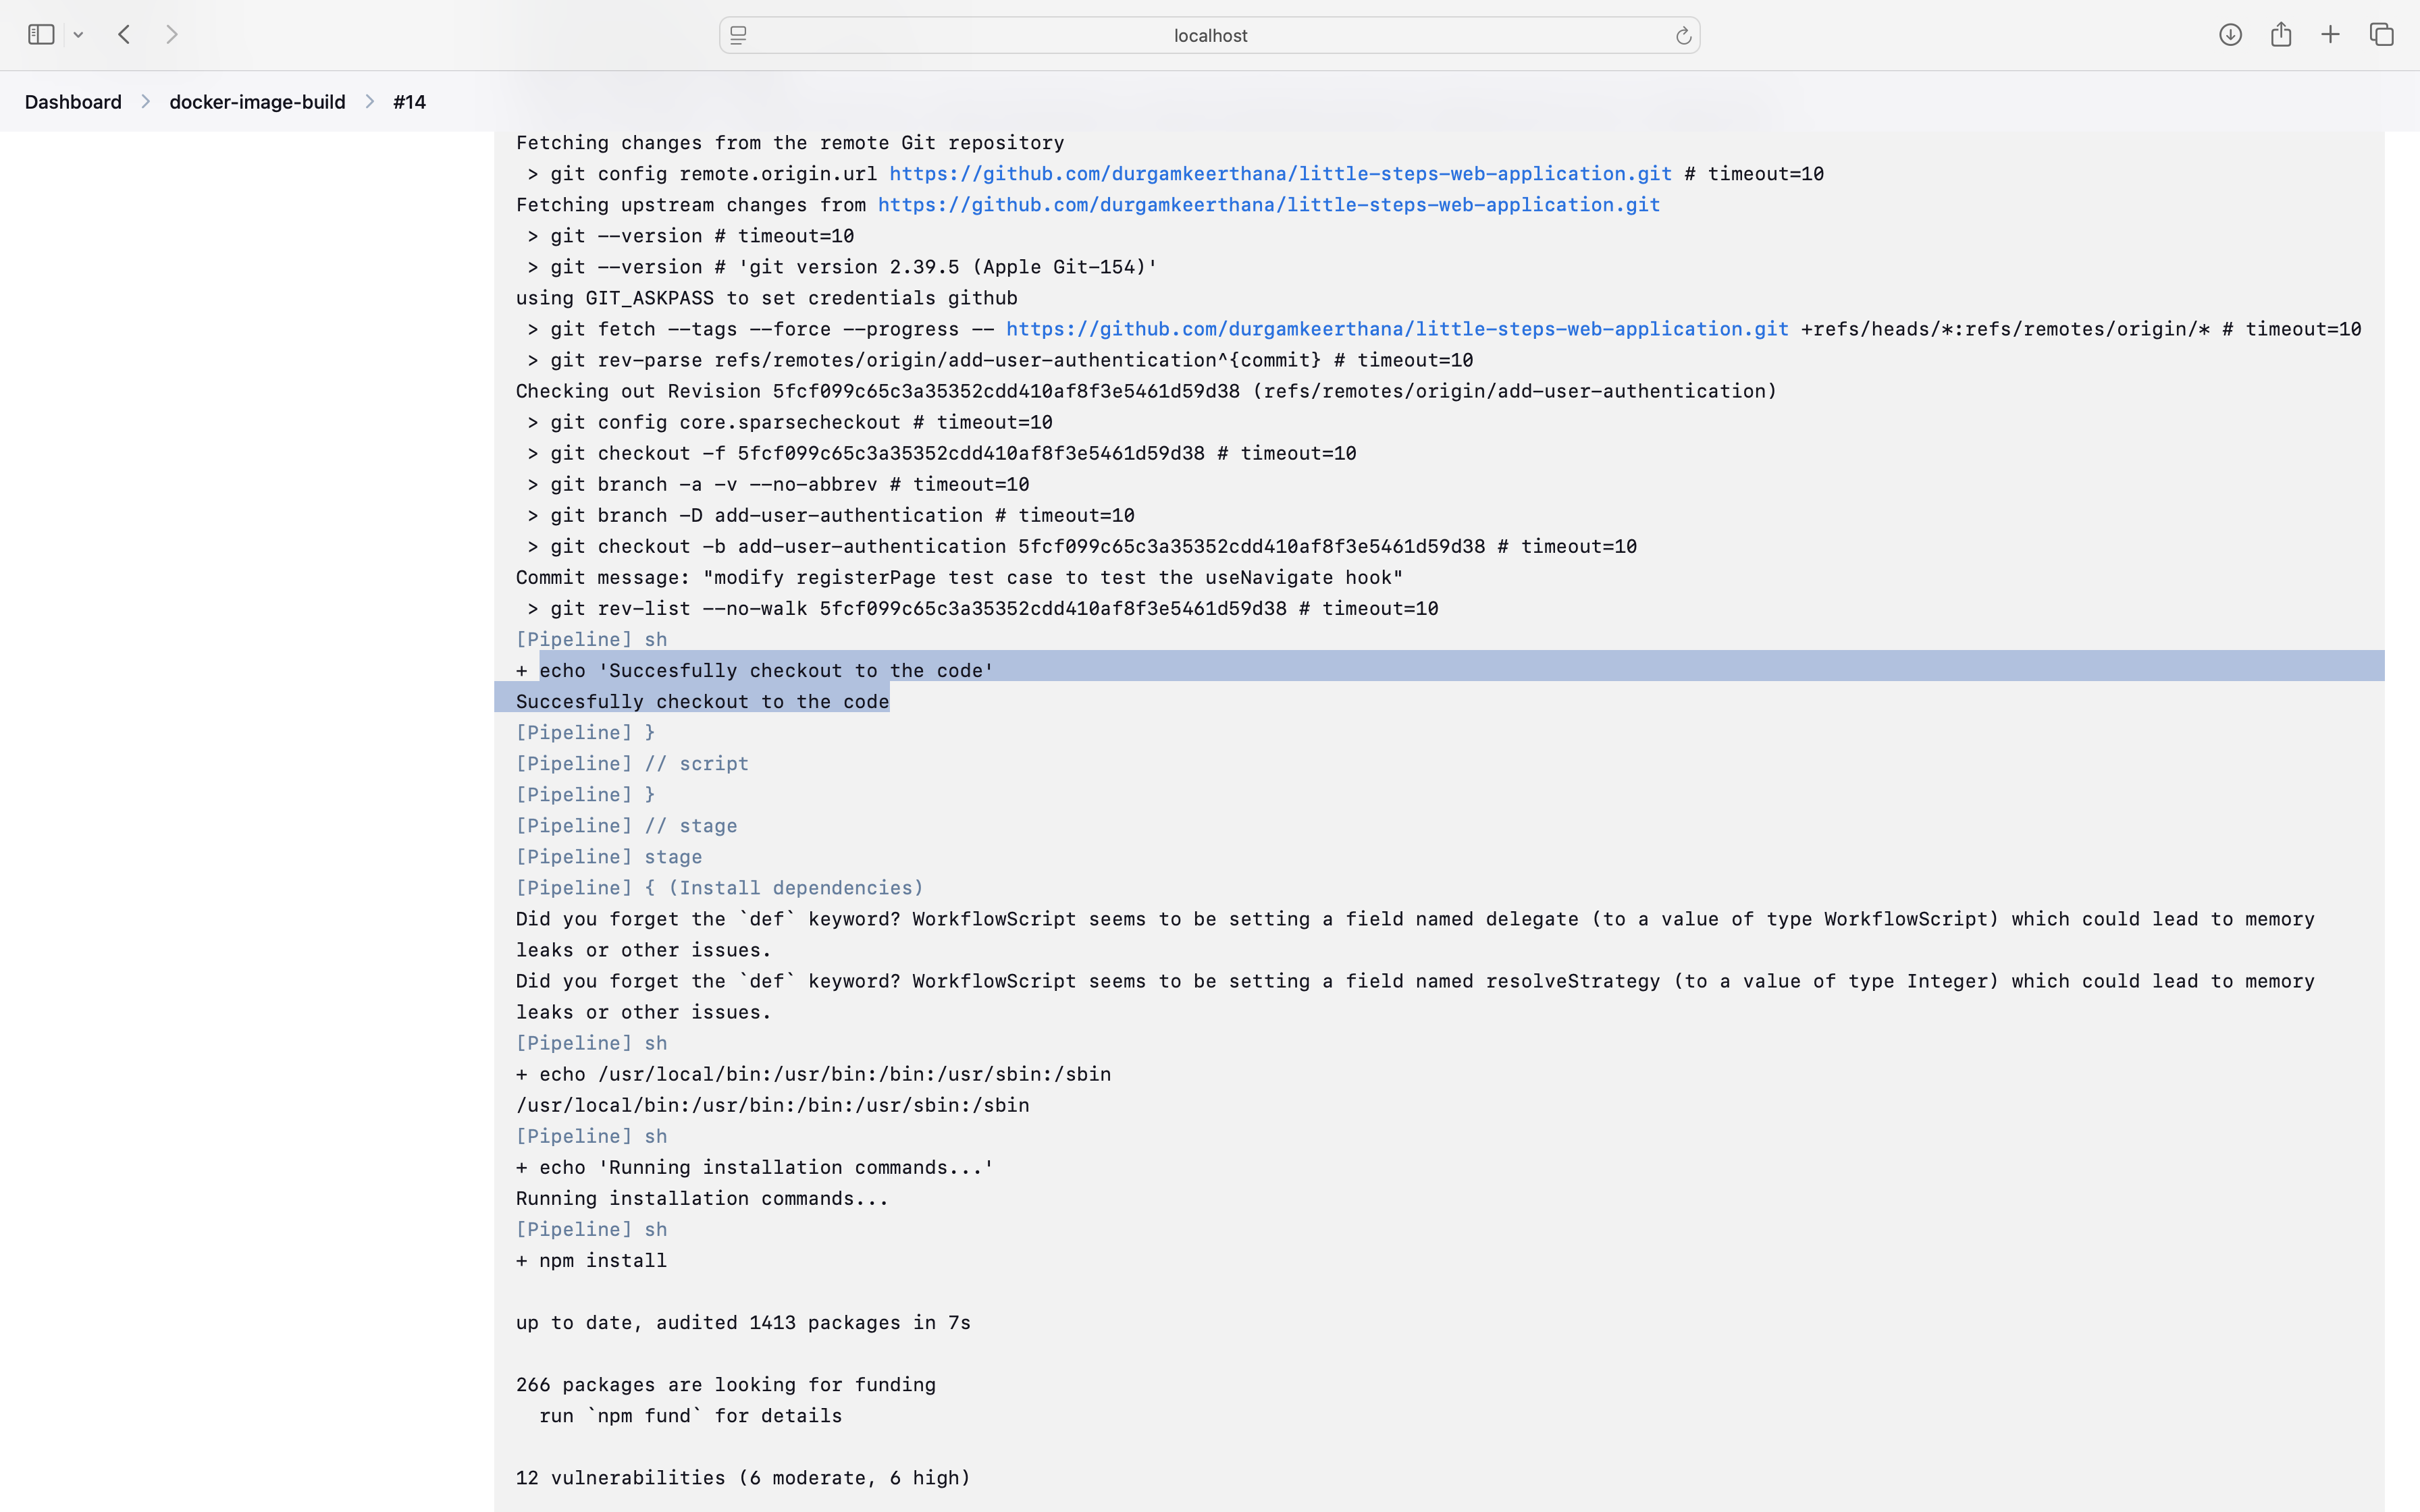 localhost
Dashboard > docker-image-build > #14
Fetching changes from the remote Git repository
 > git config remote.origin.url https://github.com/durgamkeerthana/little-steps-web-application.git # timeout=10
Fetching upstream changes from https://github.com/durgamkeerthana/little-steps-web-application.git
 > git --version # timeout=10
 > git --version # 'git version 2.39.5 (Apple Git-154)'
using GIT_ASKPASS to set credentials github
 > git fetch --tags --force --progress -- https://github.com/durgamkeerthana/little-steps-web-application.git +refs/heads/*:refs/remotes/origin/* # timeout=10
 > git rev-parse refs/remotes/origin/add-user-authentication^{commit} # timeout=10
Checking out Revision 5fcf099c65c3a35352cdd410af8f3e5461d59d38 (refs/remotes/origin/add-user-authentication)
 > git config core.sparsecheckout # timeout=10
 > git checkout -f 5fcf099c65c3a35352cdd410af8f3e5461d59d38 # timeout=10
 > git branch -a -v --no-abbrev # timeout=10
 > git branch -D add-user-authentication # timeout=10
 > git checkout -b add-user-authentication 5fcf099c65c3a35352cdd410af8f3e5461d59d38 # timeout=10
Commit message: "modify registerPage test case to test the useNavigate hook"
 > git rev-list --no-walk 5fcf099c65c3a35352cdd410af8f3e5461d59d38 # timeout=10
[Pipeline] sh
+ echo 'Succesfully checkout to the code'
Succesfully checkout to the code
[Pipeline] }
[Pipeline] // script
[Pipeline] }
[Pipeline] // stage
[Pipeline] stage
[Pipeline] { (Install dependencies)
Did you forget the `def` keyword? WorkflowScript seems to be setting a field named delegate (to a value of type WorkflowScript) which could lead to memory
leaks or other issues.
Did you forget the `def` keyword? WorkflowScript seems to be setting a field named resolveStrategy (to a value of type Integer) which could lead to memory
leaks or other issues.
[Pipeline] sh
+ echo /usr/local/bin:/usr/bin:/bin:/usr/sbin:/sbin
/usr/local/bin:/usr/bin:/bin:/usr/sbin:/sbin
[Pipeline] sh
+ echo 'Running installation commands...'
Running installation commands...
[Pipeline] sh
+ npm install
up to date, audited 1413 packages in 7s
266 packages are looking for funding
  run `npm fund` for details
12 vulnerabilities (6 moderate, 6 high)